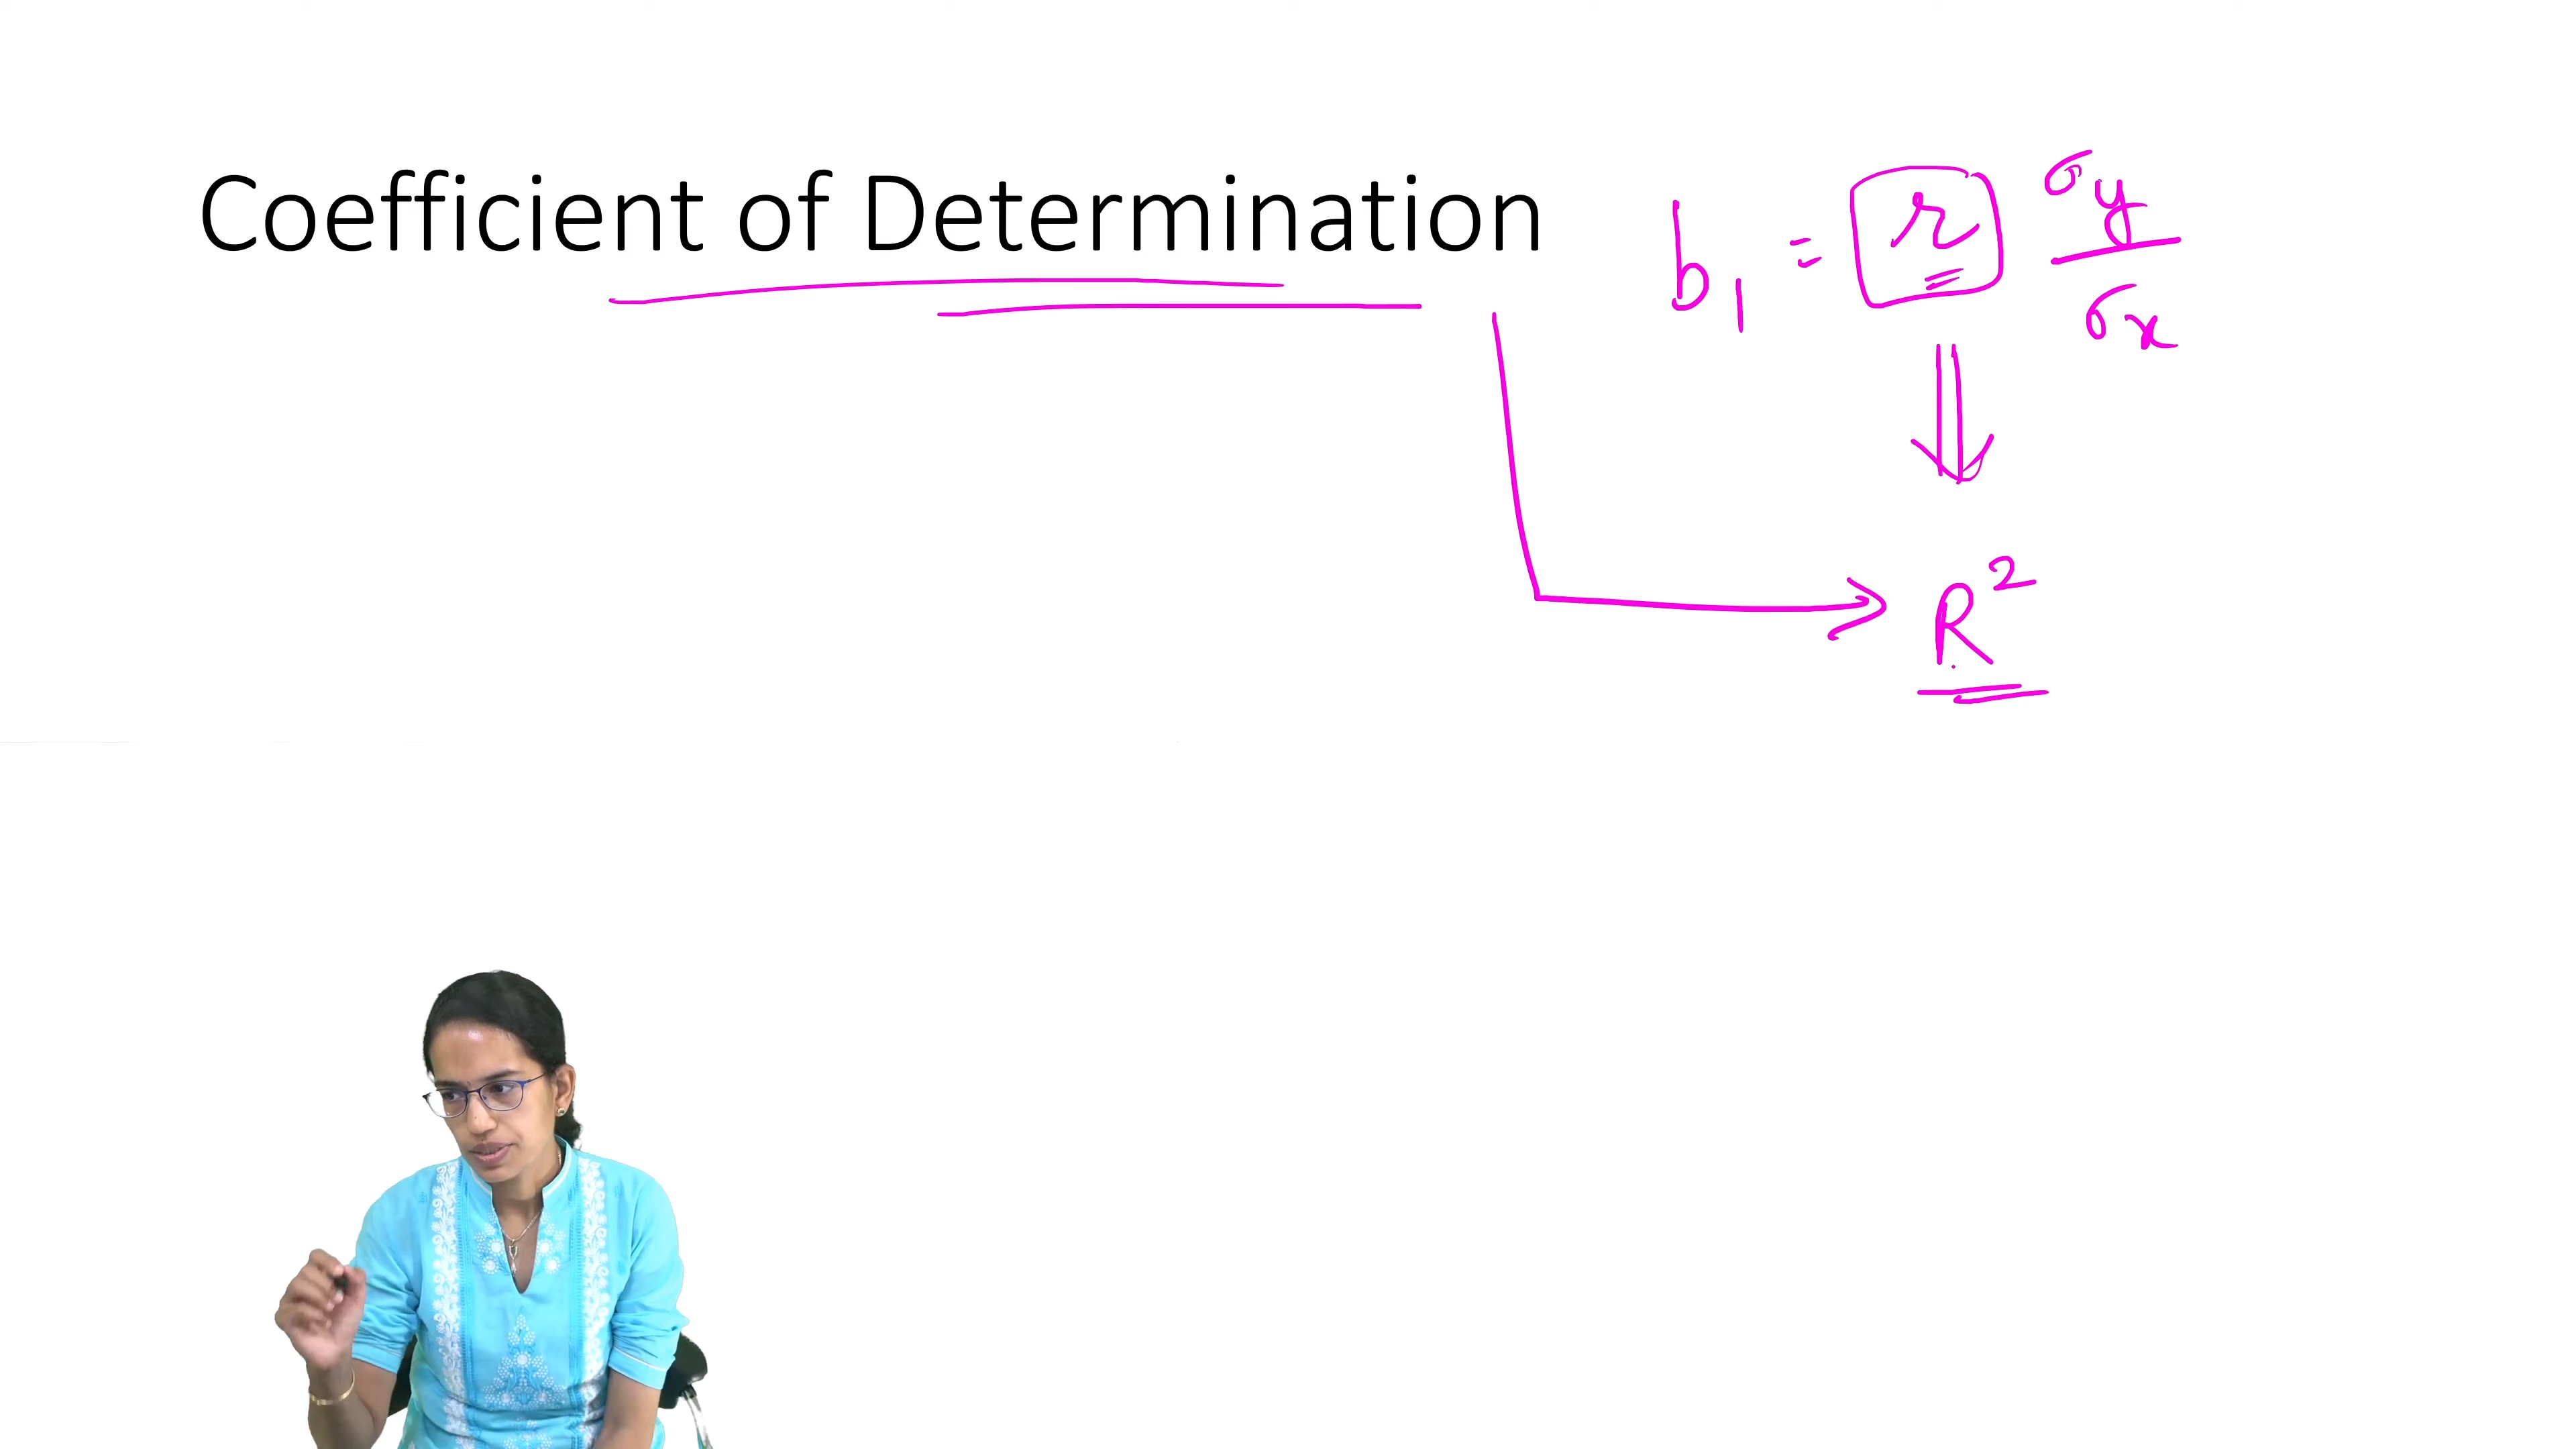 Coefficient of Determination
b₁ = r σy/σx
R²